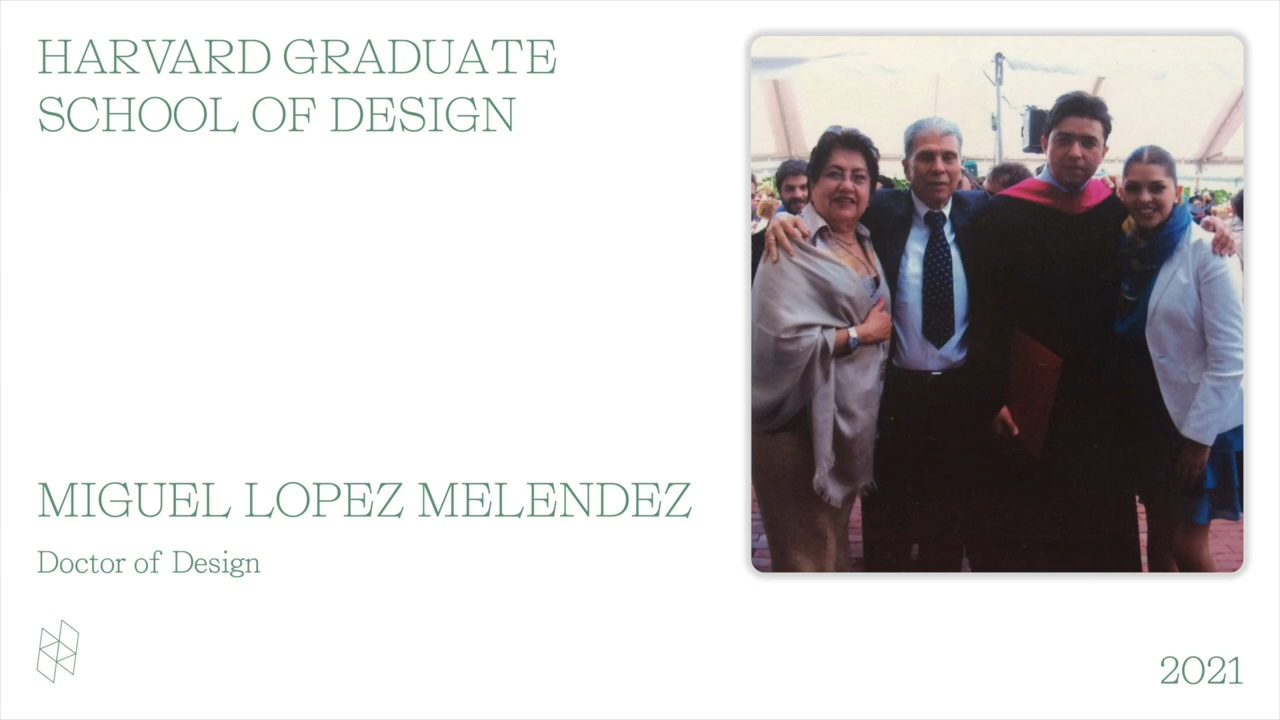 HARVARD GRADUATE
SCHOOL OF DESIGN
MIGUEL LOPEZ MELENDEZ
Doctor of Design
2021